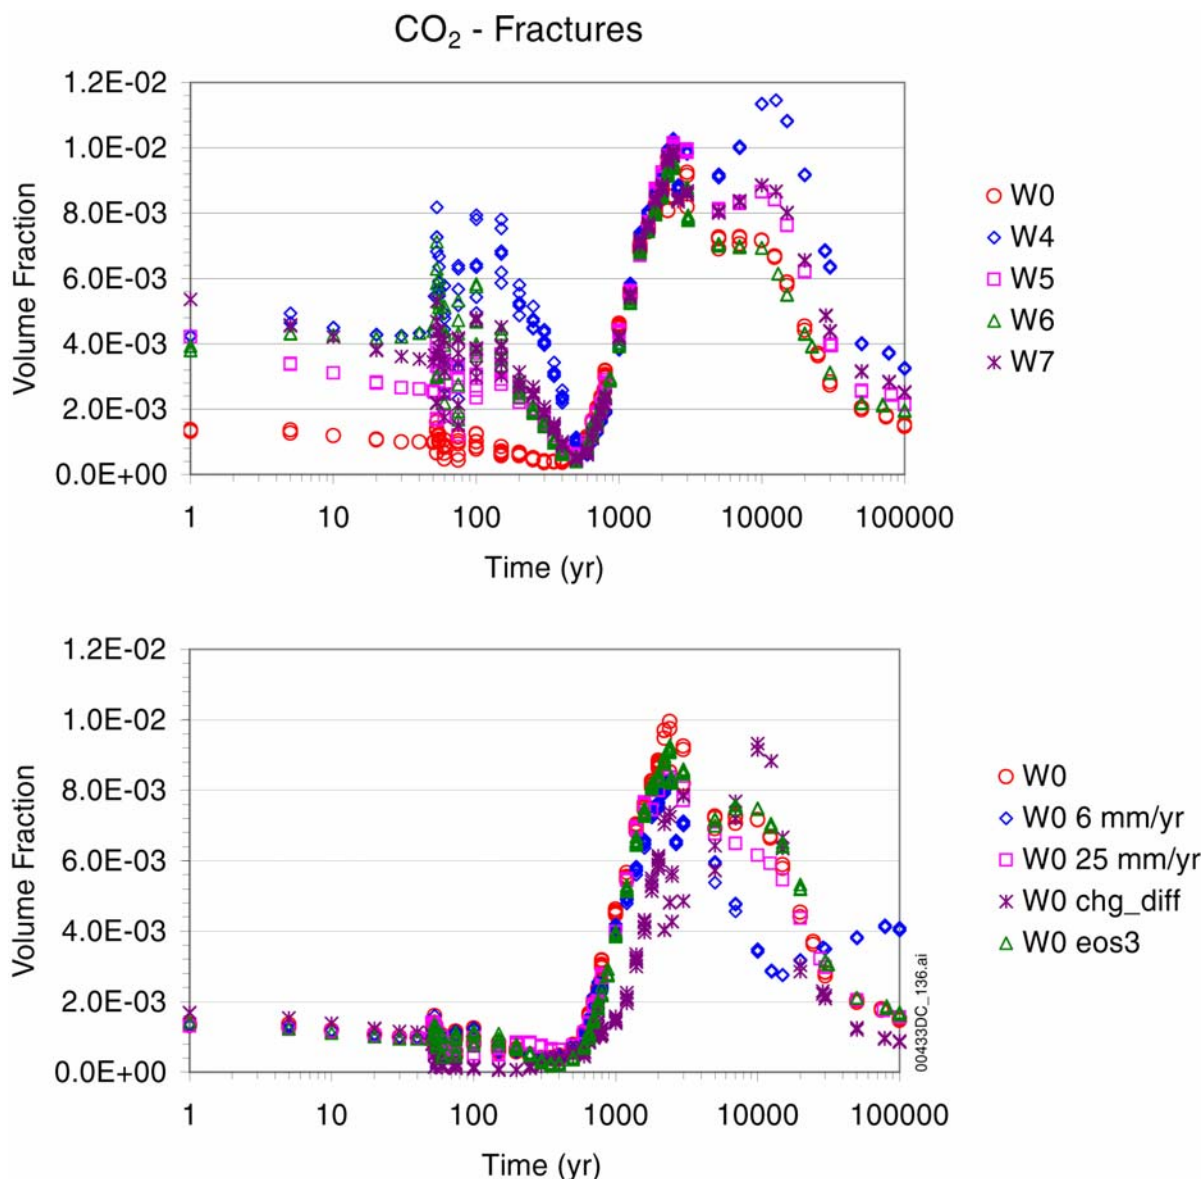 CO₂ - Fractures
1.2E-02
1.0E-02
8.0E-03
6.0E-03
4.0E-03
2.0E-03
0.0E+00
Volume Fraction
1 10 100 1000 10000 100000
Time (yr)
W0
W4
W5
W6
W7
1.2E-02
1.0E-02
8.0E-03
6.0E-03
4.0E-03
2.0E-03
0.0E+00
Volume Fraction
1 10 100 1000 10000 100000
Time (yr)
W0
W0 6 mm/yr
W0 25 mm/yr
W0 chg_diff
W0 eos3
00433DC_136.ai